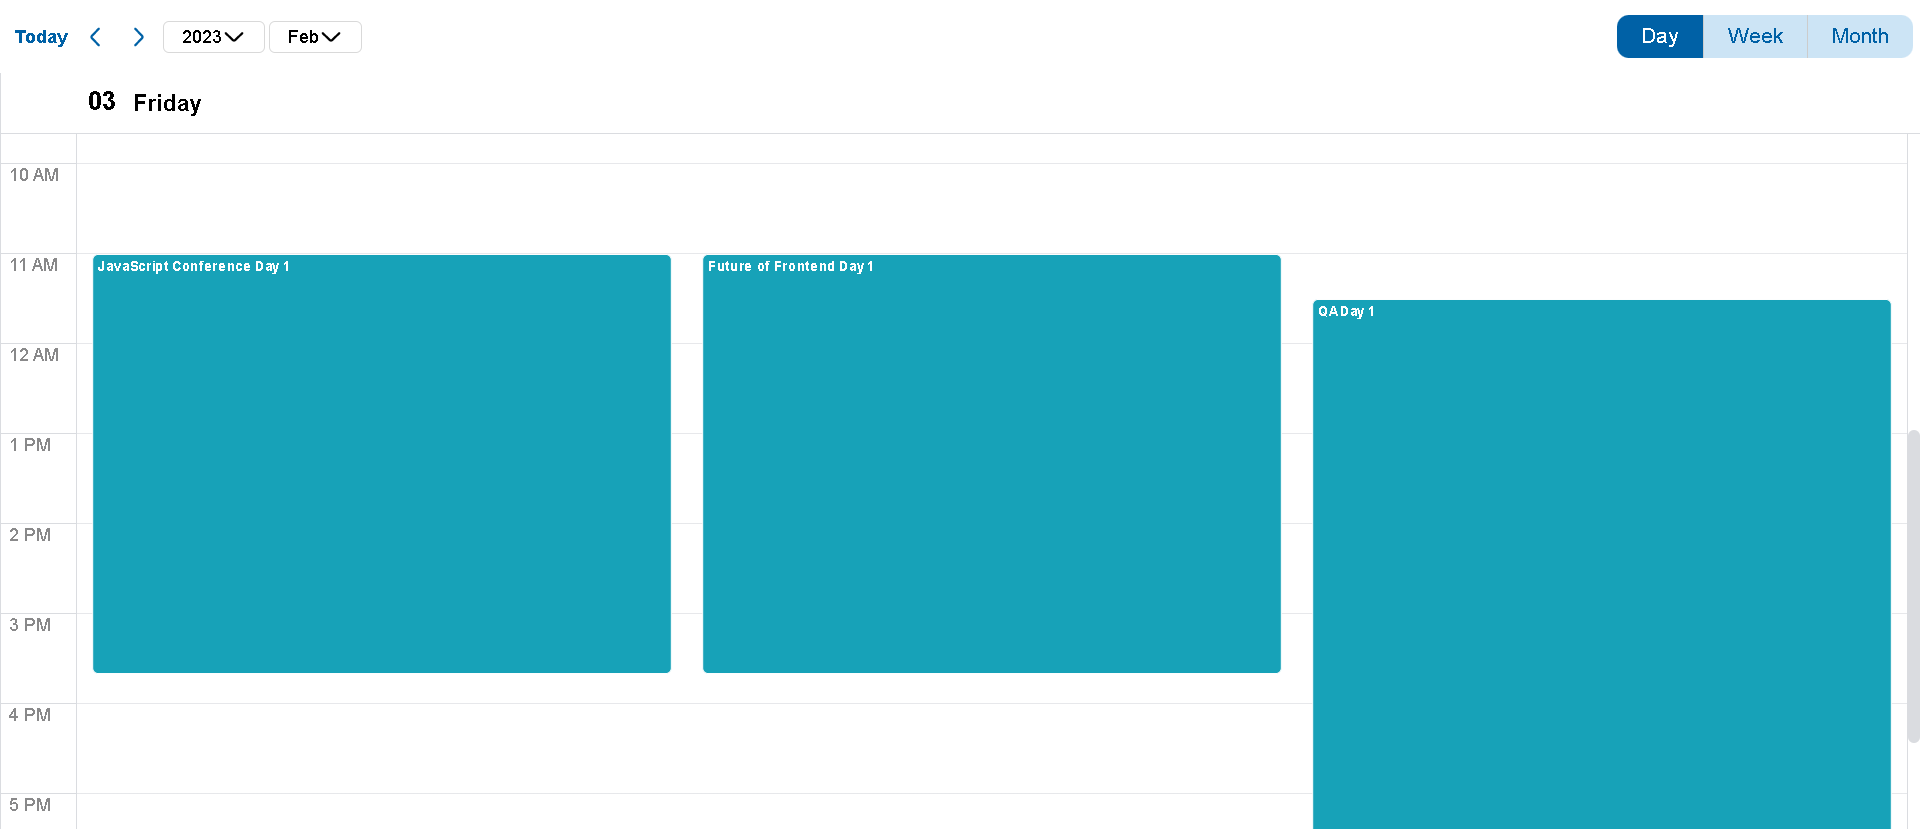 Today 2023 Feb Day Week Month
03 Friday
10 AM
11 AM
JavaScript Conference Day 1
Future of Frontend Day 1
QA Day 1
12 AM
1 PM
2 PM
3 PM
4 PM
5 PM